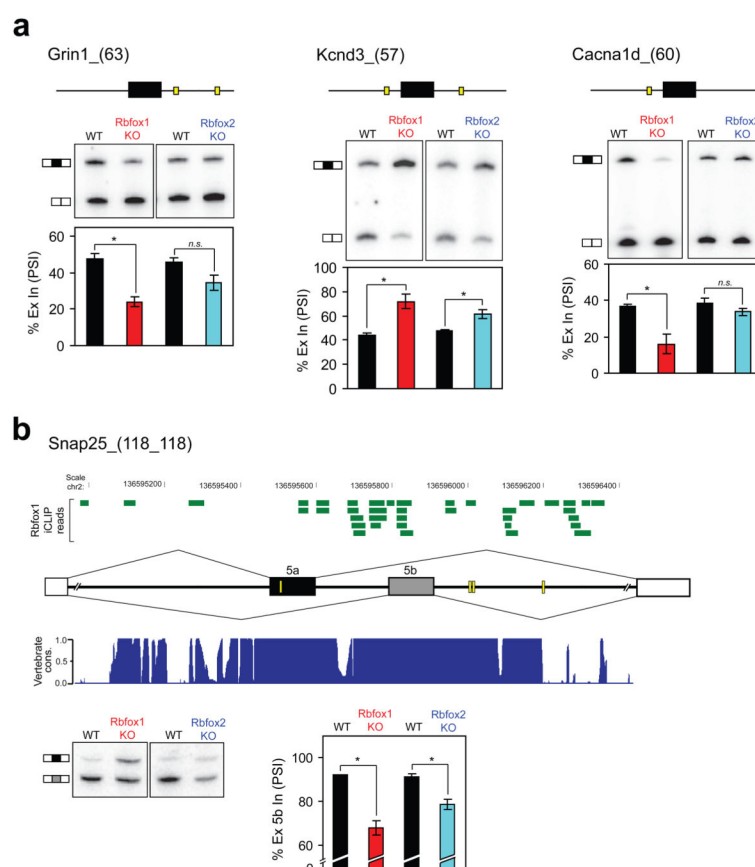 a
Grin1_(63)
WT
Rbfox1
KO
WT
Rbfox2
KO
% Ex In (PSI)
60
40
20
0
*
n.s.
Kcnd3_(57)
WT
Rbfox1
KO
WT
Rbfox2
KO
% Ex In (PSI)
100
80
60
40
20
0
*
*
Cacna1d_(60)
WT
Rbfox1
KO
WT
Rbfox2
KO
% Ex In (PSI)
60
40
20
0
*
n.s.
b
Snap25_(118_118)
Scale
chr2:
136595200
136595400
136595600
136595800
136596000
136596200
136596400
Rbfox1
iCLIP
reads
5a
5b
Vertebrate
cons.
1.0
0.5
0.0
WT
Rbfox1
KO
WT
Rbfox2
KO
WT
Rbfox1
KO
WT
Rbfox2
KO
% Ex 5b In (PSI)
100
80
60
0
*
*